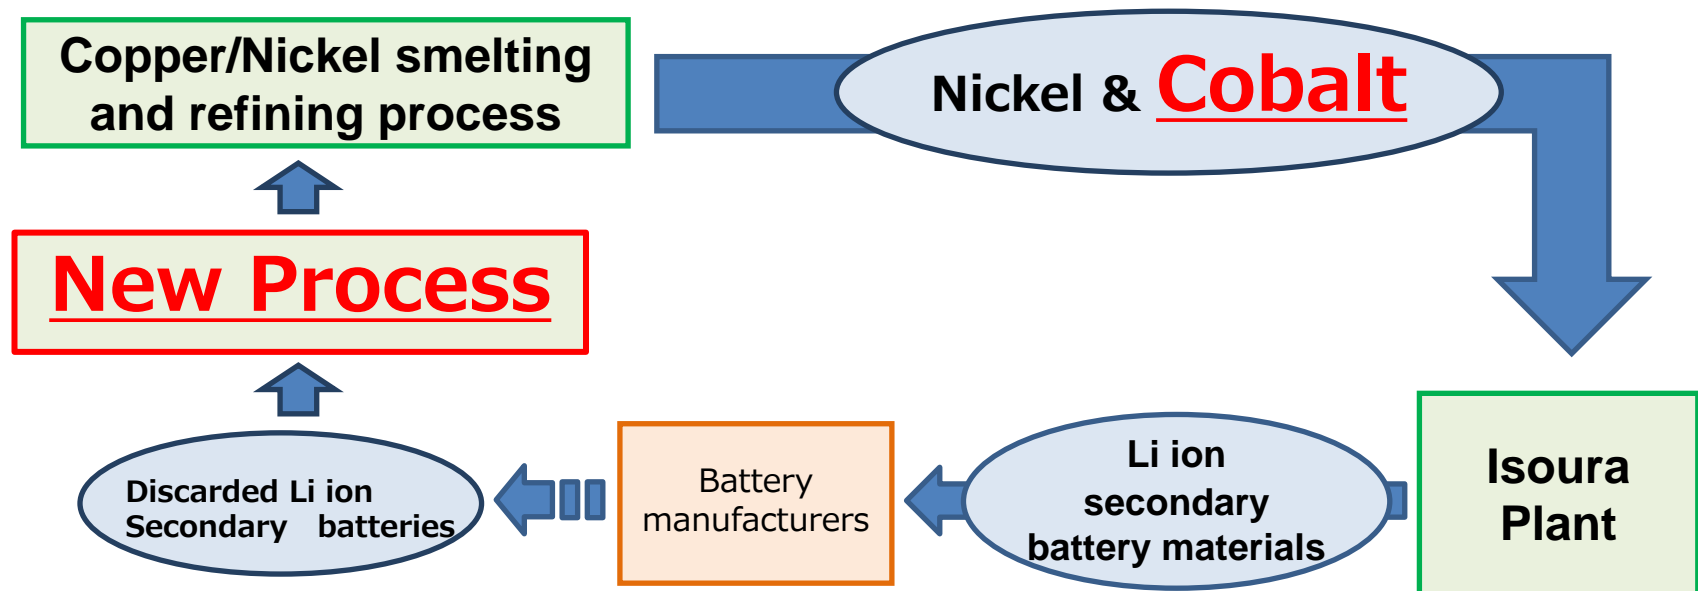 Copper/Nickel smelting
and refining process
Nickel & Cobalt
New Process
Discarded Li ion
Secondary batteries
Battery
manufacturers
Li ion
secondary
battery materials
Isoura
Plant